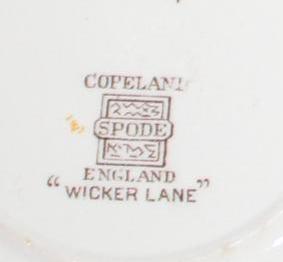 COPELAND
SPODE
ENGLAND
"WICKER LANE"